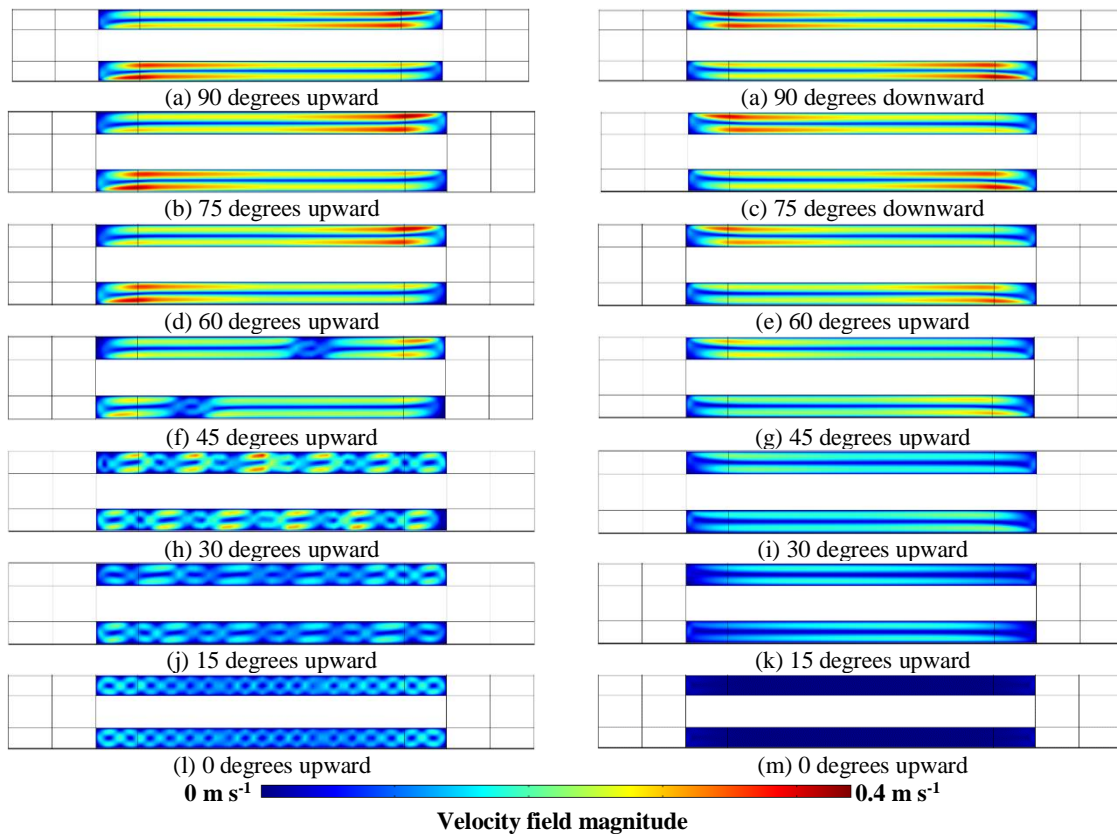 (a) 90 degrees upward
(a) 90 degrees downward
(b) 75 degrees upward
(c) 75 degrees downward
(d) 60 degrees upward
(e) 60 degrees upward
(f) 45 degrees upward
(g) 45 degrees upward
(h) 30 degrees upward
(i) 30 degrees upward
(j) 15 degrees upward
(k) 15 degrees upward
(l) 0 degrees upward
(m) 0 degrees upward
0 m s⁻¹ 0.4 m s⁻¹
Velocity field magnitude